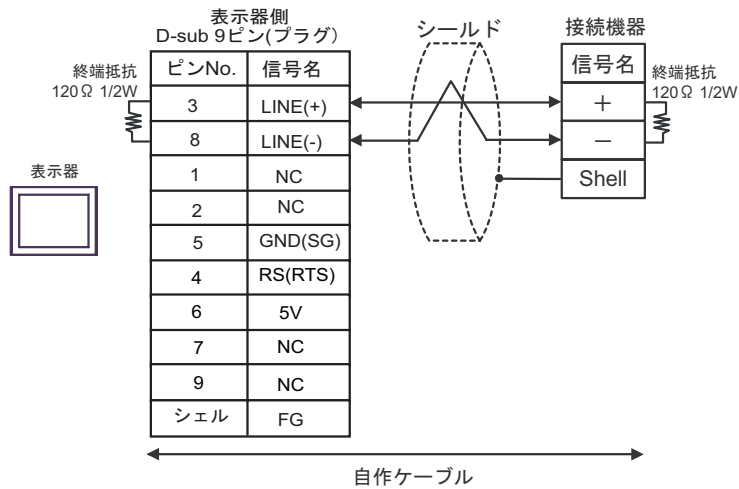 表示器側
D-sub 9ピン(プラグ)
シールド
接続機器
終端抵抗
120Ω 1/2W
ピンNo. 信号名
信号名
終端抵抗
120Ω 1/2W
3 LINE(+)
+
8 LINE(-)
−
表示器
1 NC
Shell
2 NC
5 GND(SG)
4 RS(RTS)
6 5V
7 NC
9 NC
シェル FG
自作ケーブル